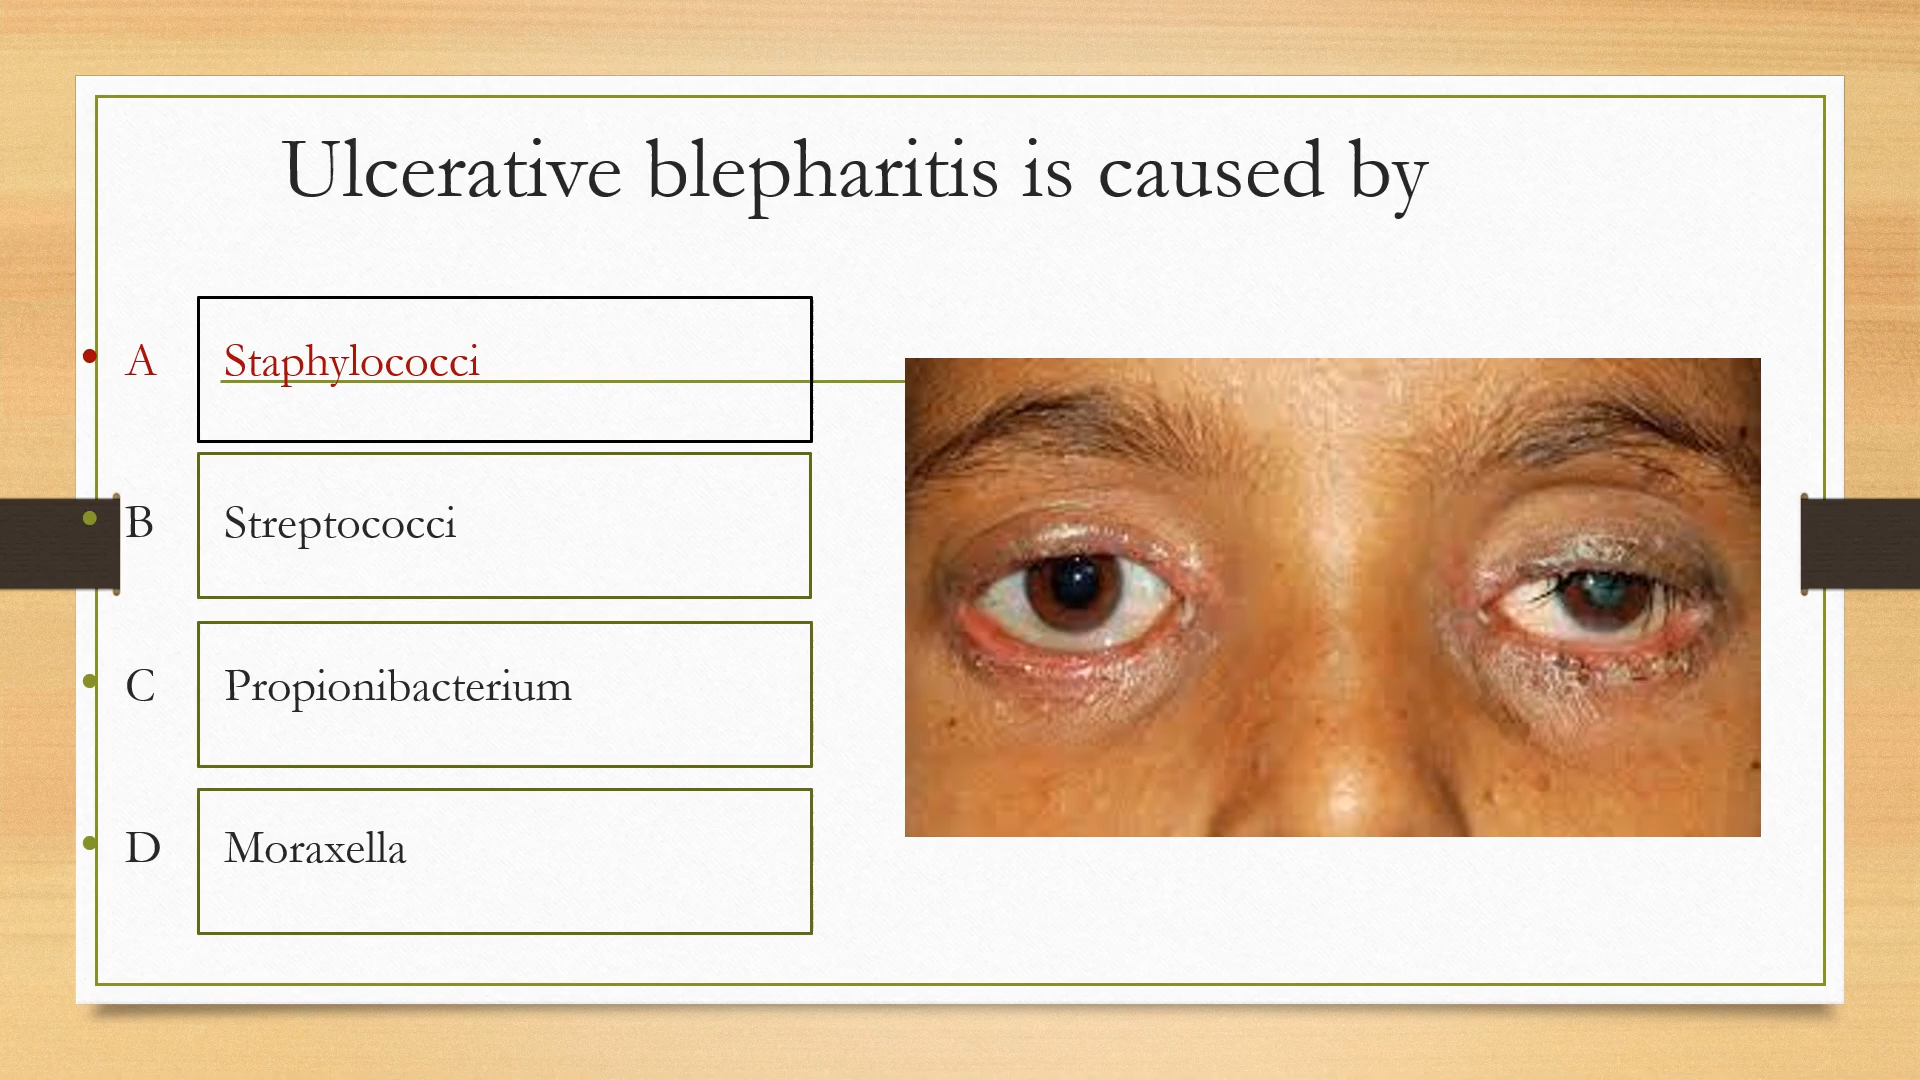 Ulcerative blepharitis is caused by
• A Staphylococci
• B Streptococci
• C Propionibacterium
• D Moraxella